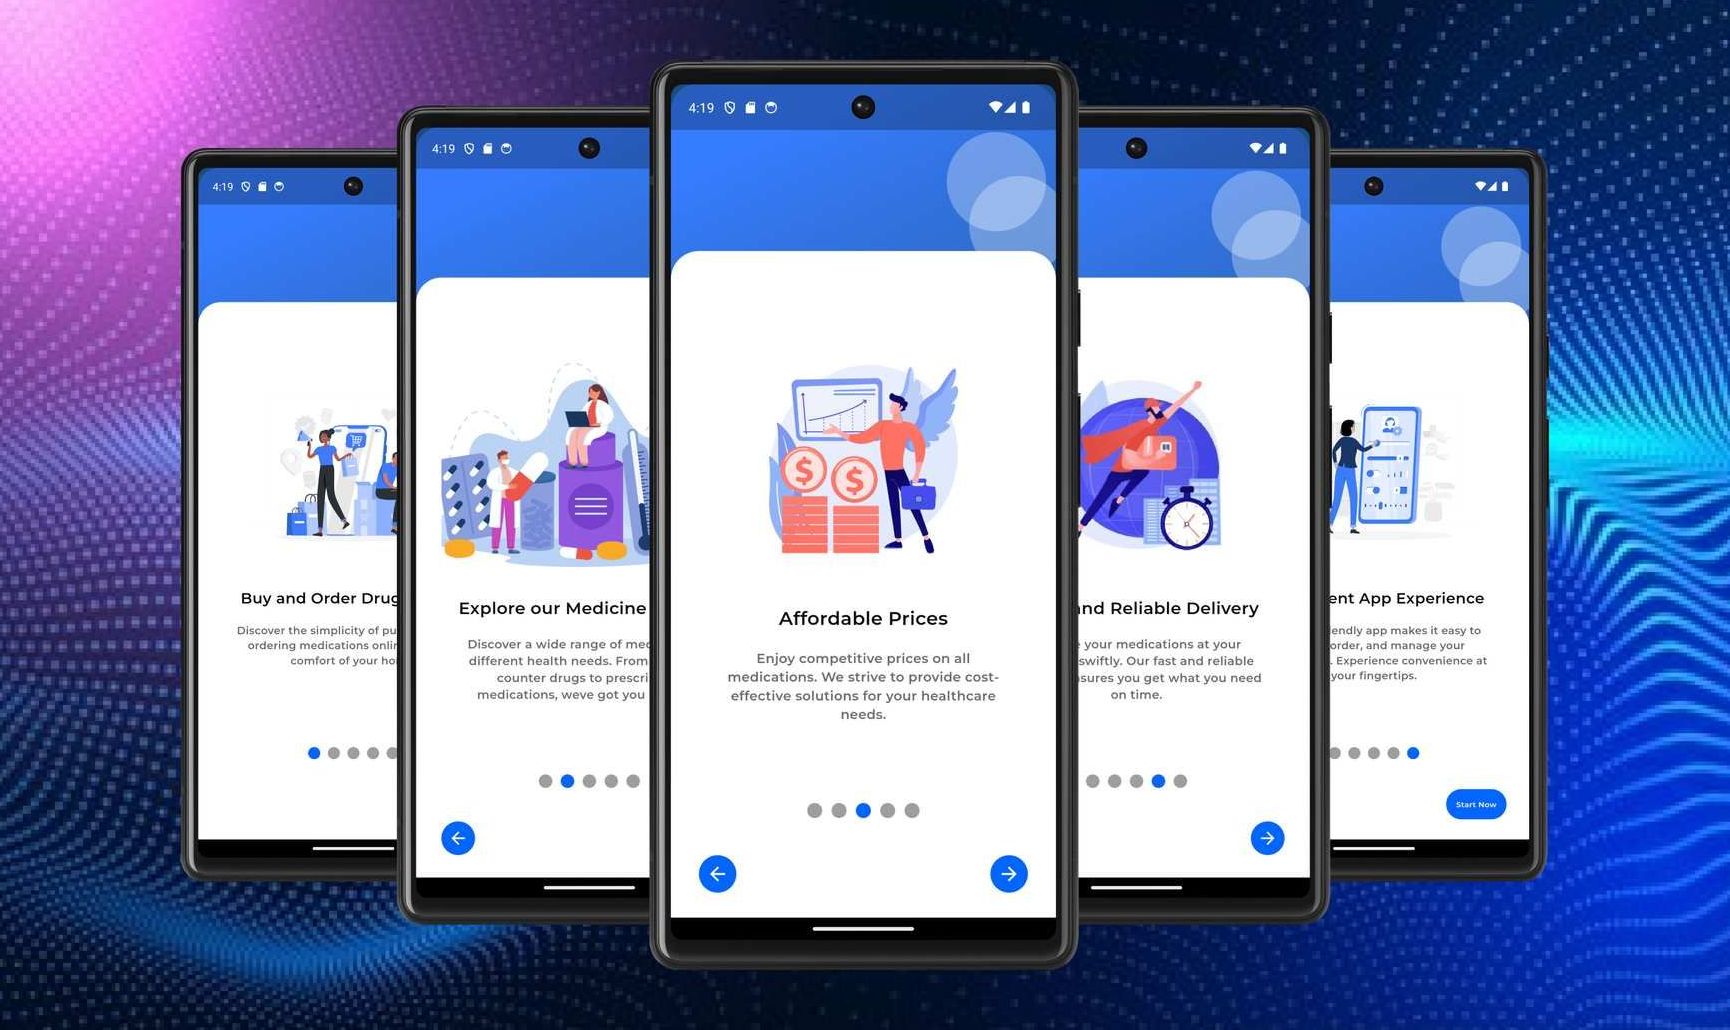 4:19
Buy and Order Drug
Discover the simplicity of pu
ordering medications onlin
comfort of your ho
4:19
Explore our Medicine
Discover a wide range of med
different health needs. From
counter drugs to prescri
medications, weve got you
4:19
Affordable Prices
Enjoy competitive prices on all
medications. We strive to provide cost-
effective solutions for your healthcare
needs.
nd Reliable Delivery
your medications at your
swiftly. Our fast and reliable
sures you get what you need
on time.
ent App Experience
endly app makes it easy to
order, and manage your
. Experience convenience at
your fingertips.
Start Now